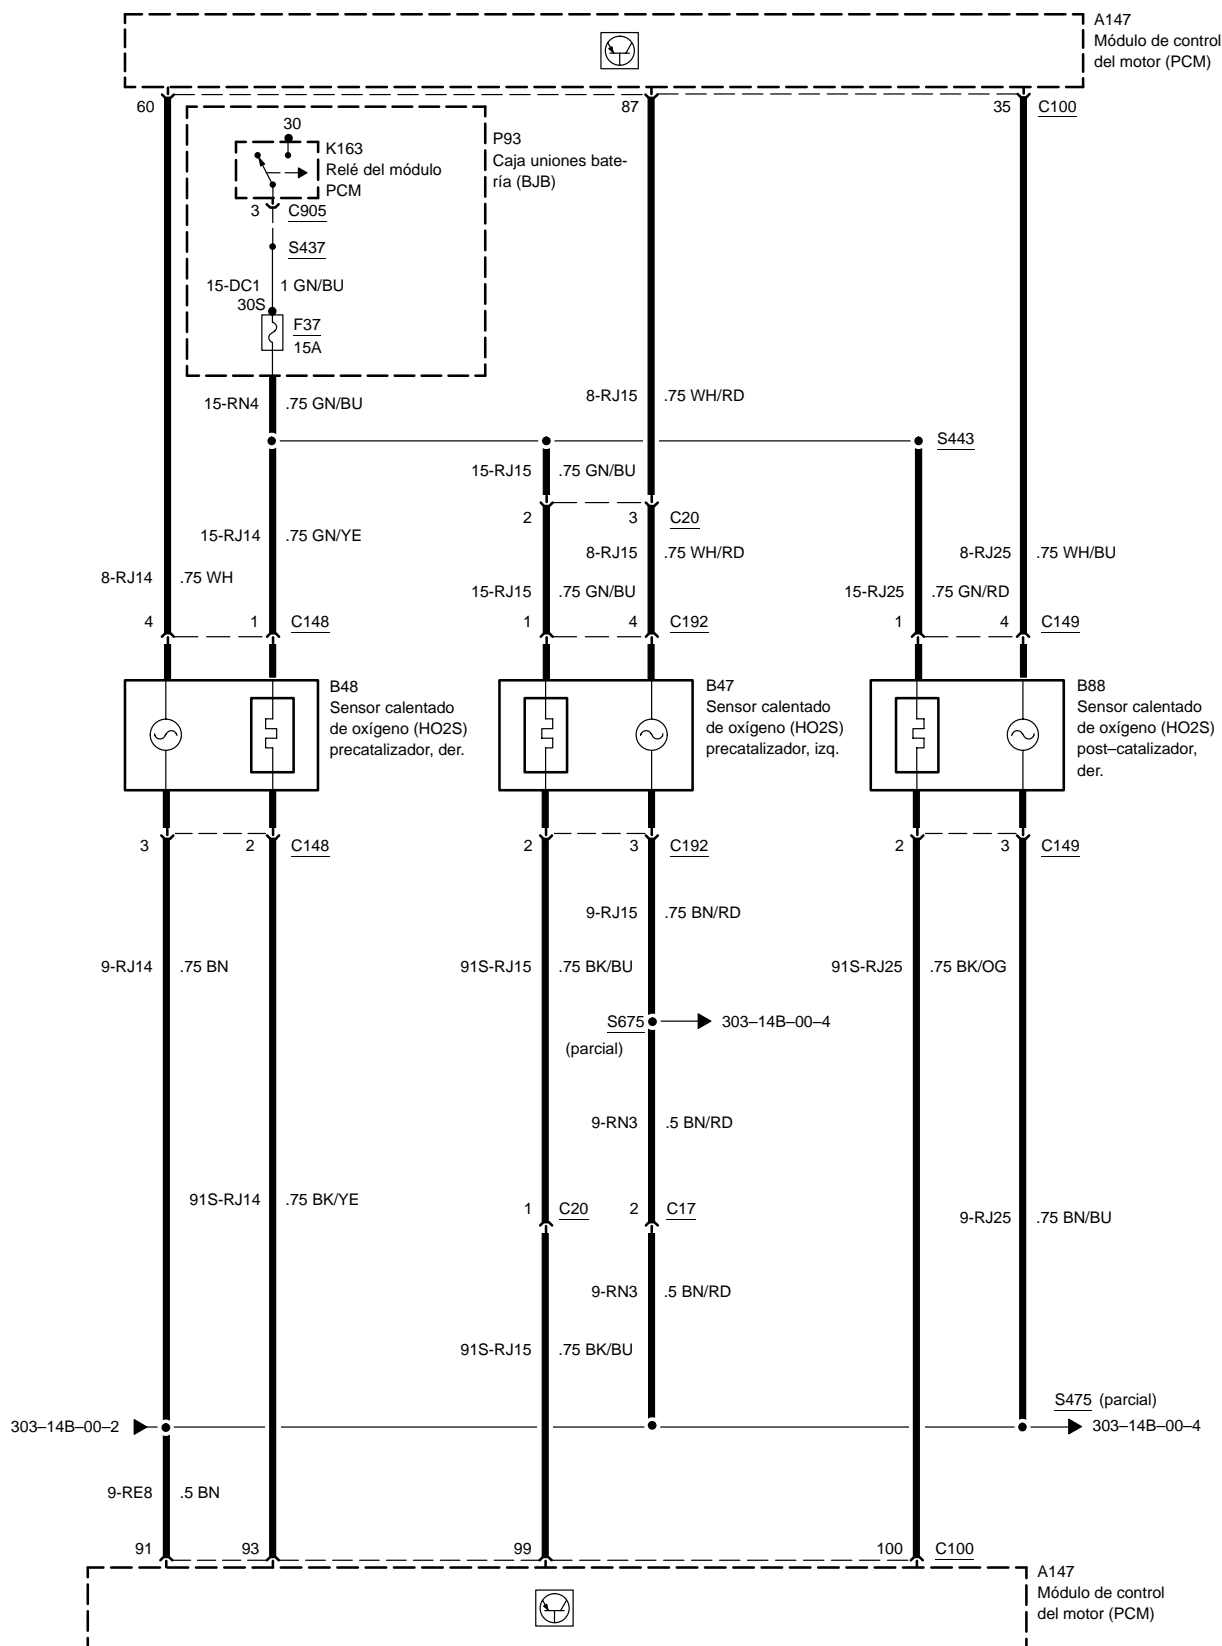 A147
Módulo de control
del motor (PCM)
60
87
35
C100
30
K163
Relé del módulo
PCM
P93
Caja uniones bate-
ría (BJB)
3
C905
S437
15-DC1
1 GN/BU
30S
F37
15A
15-RN4
.75 GN/BU
8-RJ15
.75 WH/RD
S443
15-RJ15
.75 GN/BU
2
3
C20
15-RJ14
.75 GN/YE
8-RJ15
.75 WH/RD
8-RJ25
.75 WH/BU
8-RJ14
.75 WH
15-RJ15
.75 GN/BU
15-RJ25
.75 GN/RD
4
1
C148
1
4
C192
1
4
C149
B48
Sensor calentado
de oxígeno (HO2S)
precatalizador, der.
B47
Sensor calentado
de oxígeno (HO2S)
precatalizador, izq.
B88
Sensor calentado
de oxígeno (HO2S)
post–catalizador,
der.
3
2
C148
2
3
C192
2
3
C149
9-RJ15
.75 BN/RD
9-RJ14
.75 BN
91S-RJ15
.75 BK/BU
91S-RJ25
.75 BK/OG
S675
303–14B–00–4
(parcial)
9-RN3
.5 BN/RD
91S-RJ14
.75 BK/YE
1
C20
2
C17
9-RJ25
.75 BN/BU
9-RN3
.5 BN/RD
91S-RJ15
.75 BK/BU
S475 (parcial)
303–14B–00–2
303–14B–00–4
9-RE8
.5 BN
91
93
99
100
C100
A147
Módulo de control
del motor (PCM)